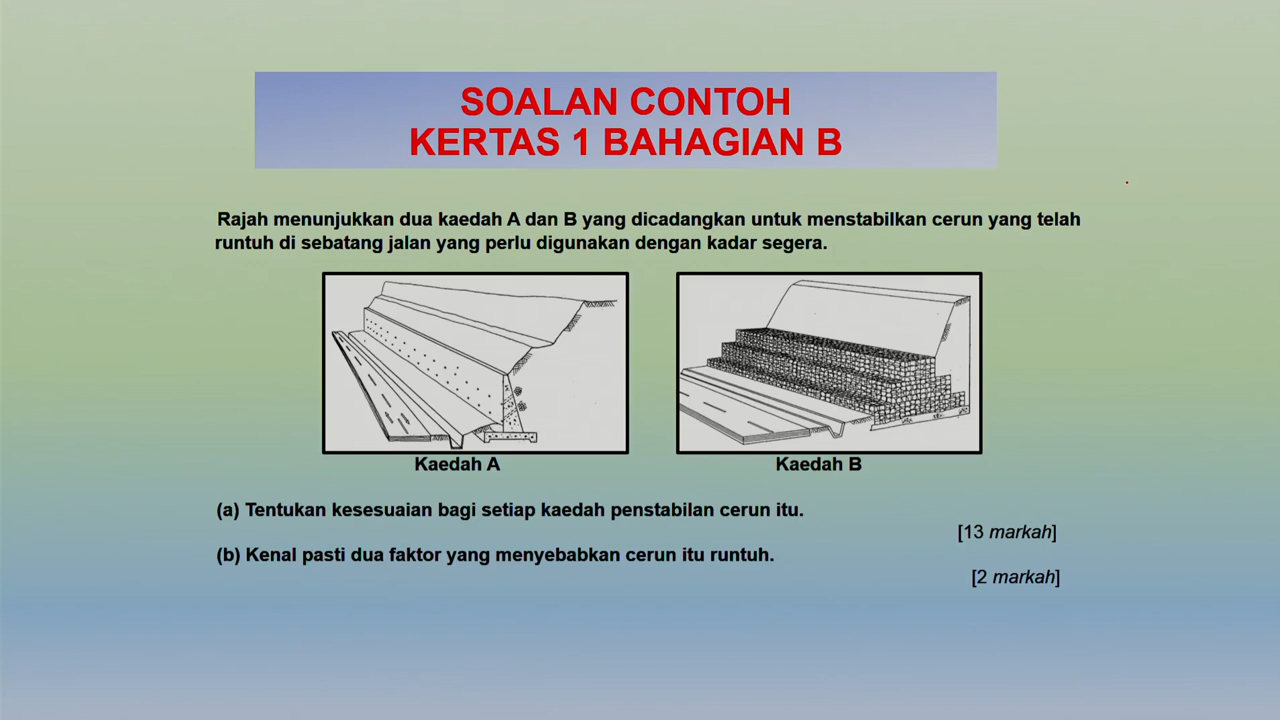 SOALAN CONTOH
KERTAS 1 BAHAGIAN B
Rajah menunjukkan dua kaedah A dan B yang dicadangkan untuk menstabilkan cerun yang telah
runtuh di sebatang jalan yang perlu digunakan dengan kadar segera.
Kaedah A
Kaedah B
(a) Tentukan kesesuaian bagi setiap kaedah penstabilan cerun itu.
[13 markah]
(b) Kenal pasti dua faktor yang menyebabkan cerun itu runtuh.
[2 markah]